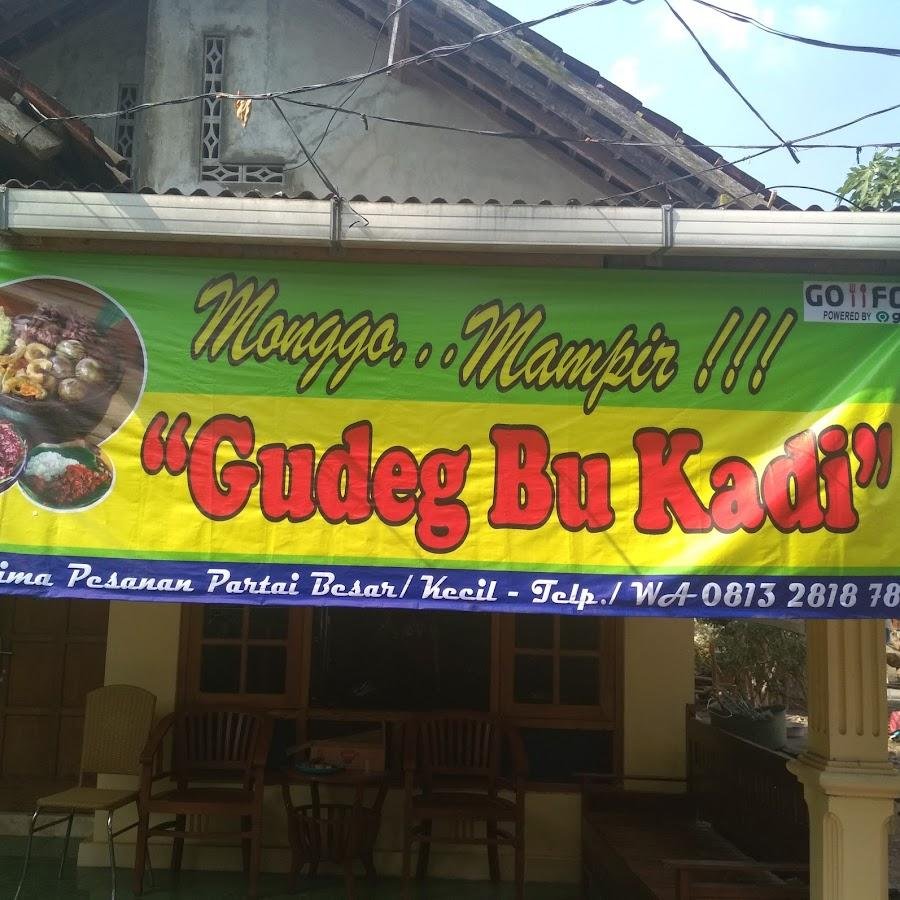 GO FO
POWERED BY g
Monggo...Mampir !!!
"Gudeg Bu Kadi"
ima Pesanan Partai Besar/ Kecil - Telp./ WA 0813 2818 78